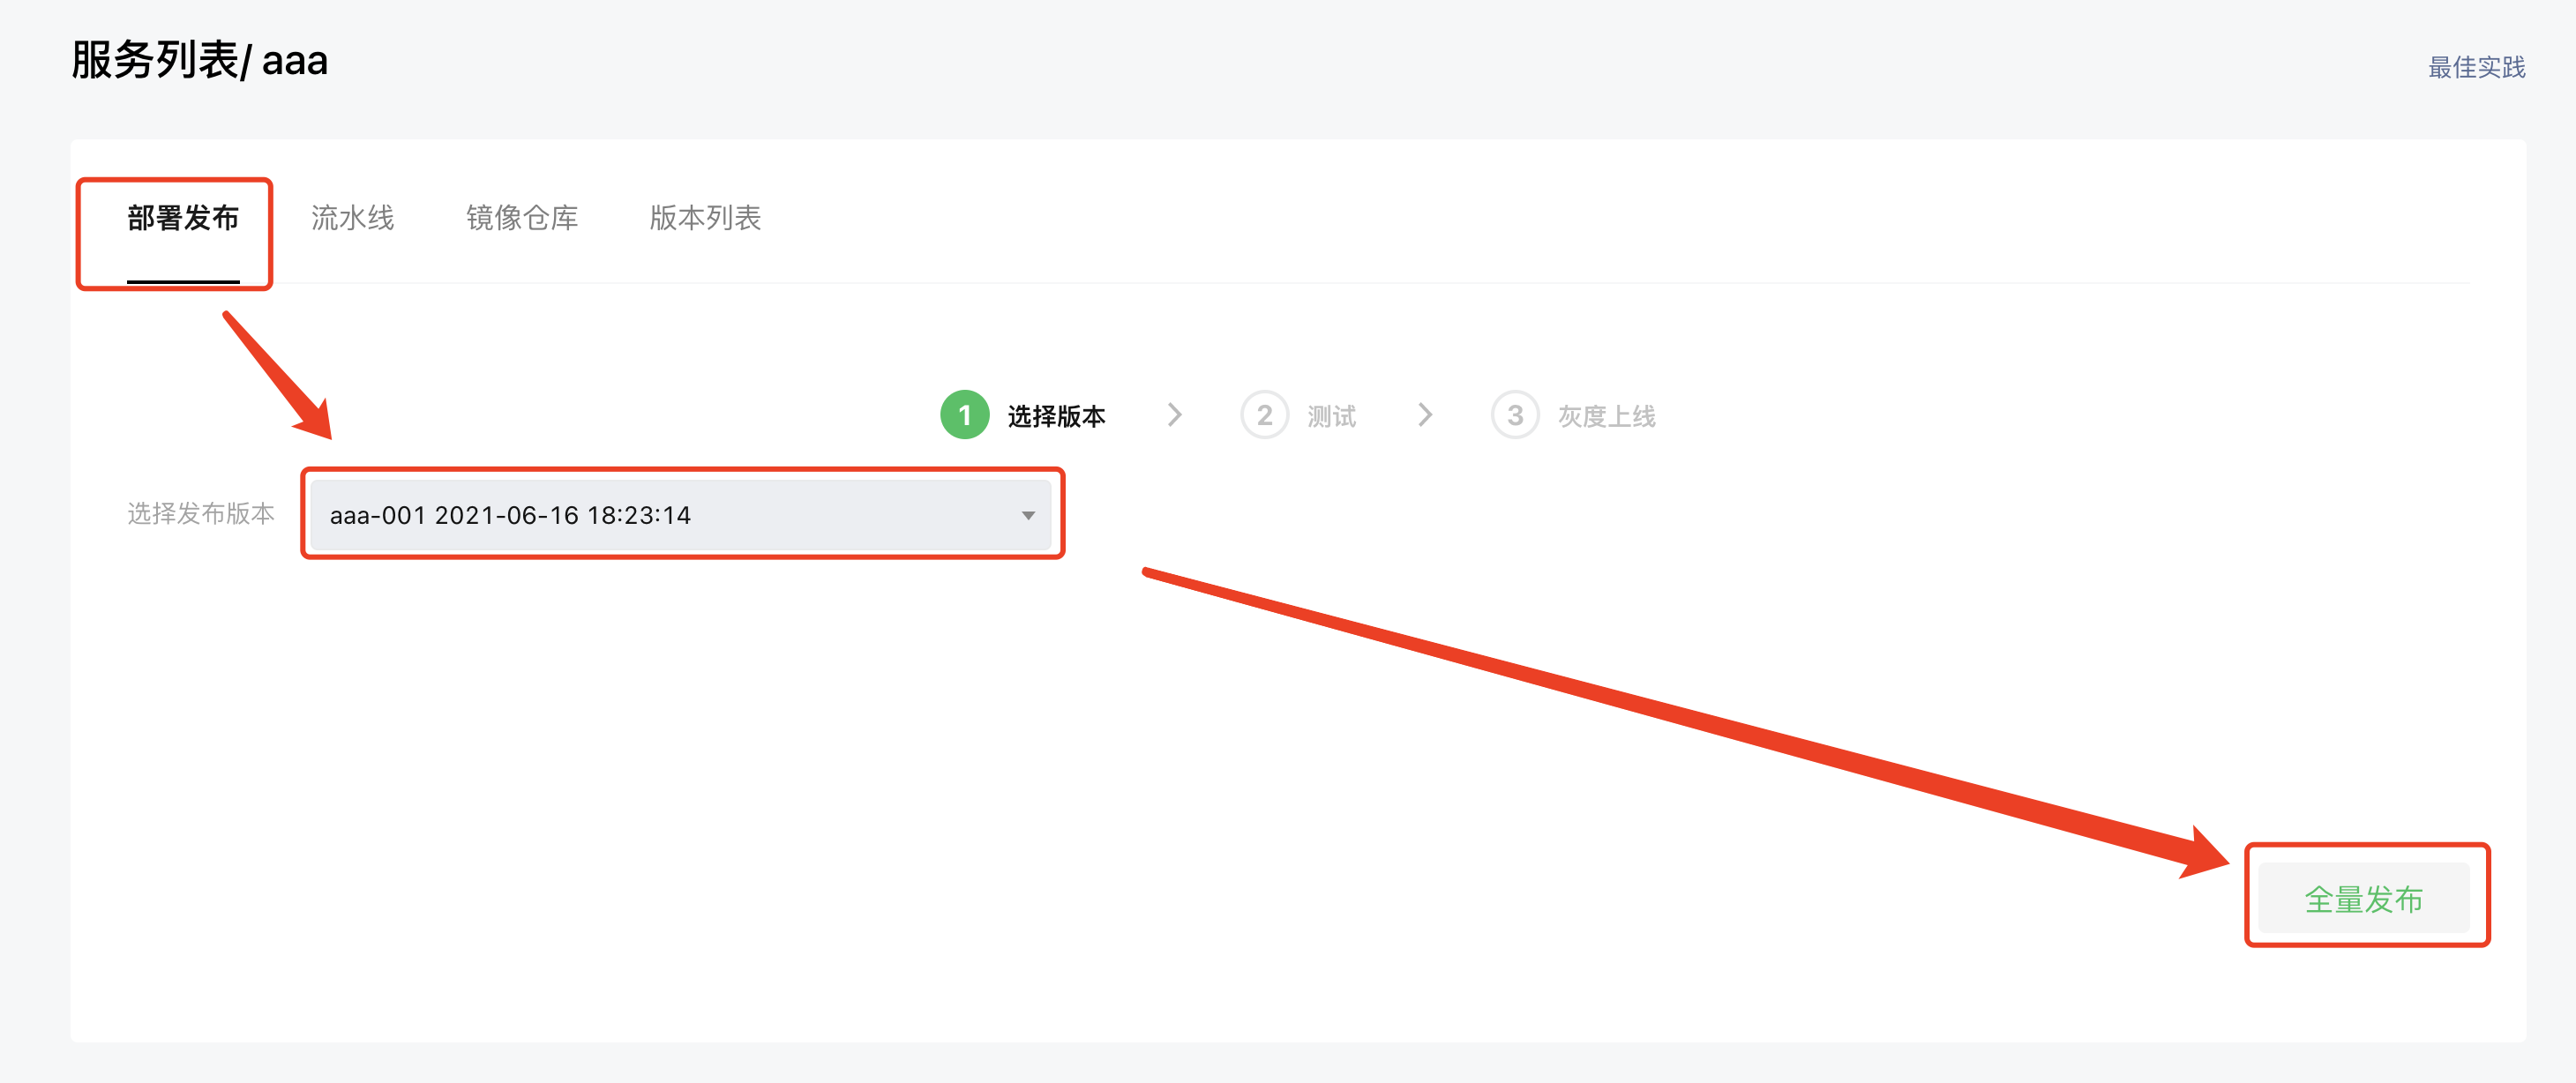 服务列表/ aaa
最佳实践
部署发布 流水线 镜像仓库 版本列表
1 选择版本 2 测试 3 灰度上线
选择发布版本 aaa-001 2021-06-16 18:23:14
全量发布